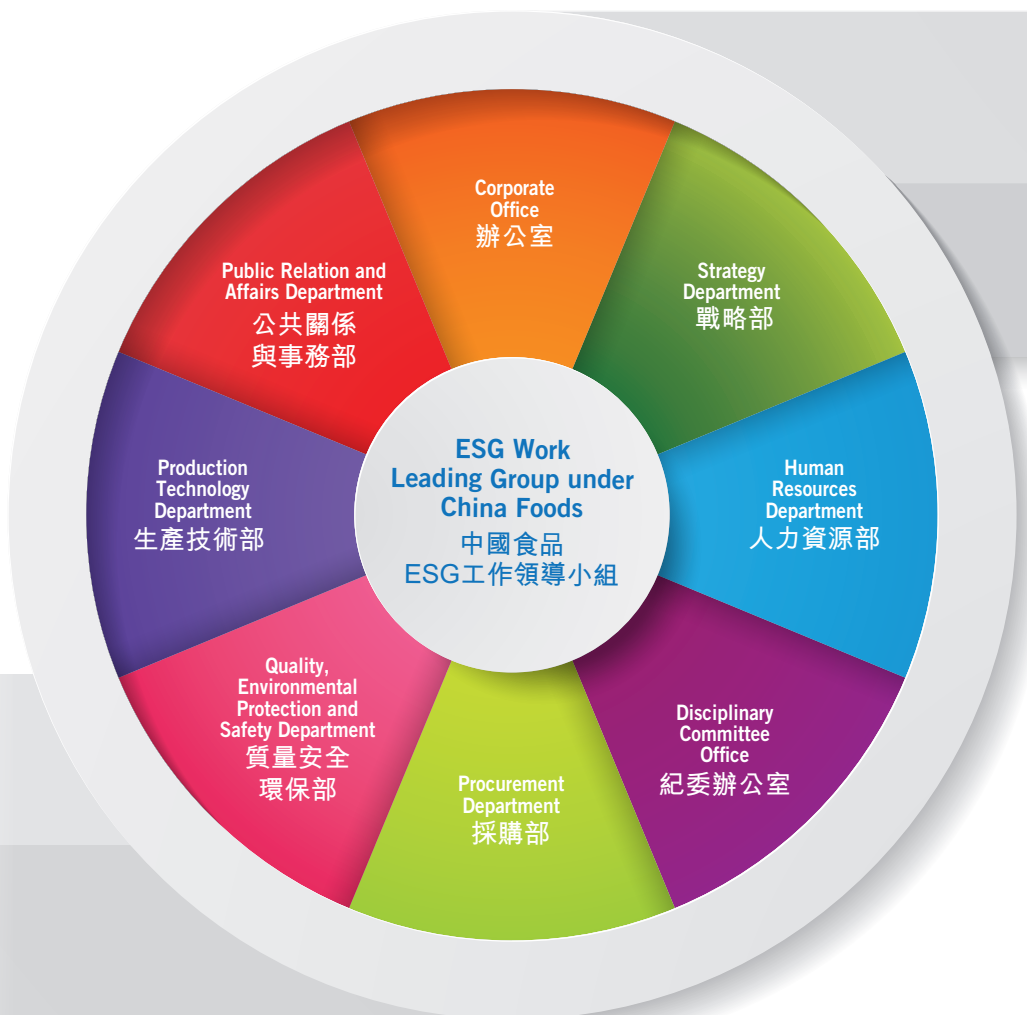 Corporate
Office
辦公室
Strategy
Department
戰略部
Human
Resources
Department
人力資源部
Disciplinary
Committee
Office
紀委辦公室
Procurement
Department
採購部
Quality,
Environmental
Protection and
Safety Department
質量安全
環保部
Production
Technology
Department
生產技術部
Public Relation and
Affairs Department
公共關係
與事務部
ESG Work
Leading Group under
China Foods
中國食品
ESG工作領導小組